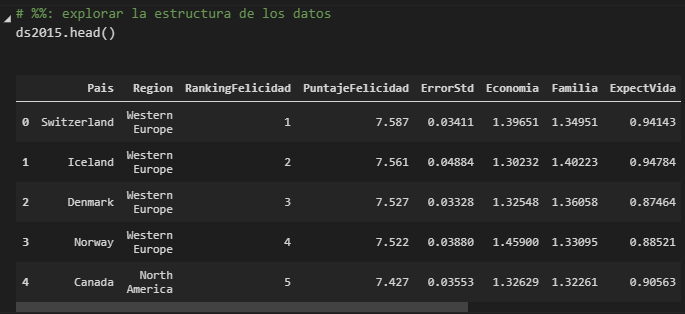 # %%: explorar la estructura de los datos
ds2015.head()
Pais Region RankingFelicidad PuntajeFelicidad ErrorStd Economia Familia ExpectVida
0 Switzerland Western Europe 1 7.587 0.03411 1.39651 1.34951 0.94143
1 Iceland Western Europe 2 7.561 0.04884 1.30232 1.40223 0.94784
2 Denmark Western Europe 3 7.527 0.03328 1.32548 1.36058 0.87464
3 Norway Western Europe 4 7.522 0.03880 1.45900 1.33095 0.88521
4 Canada North America 5 7.427 0.03553 1.32629 1.32261 0.90563